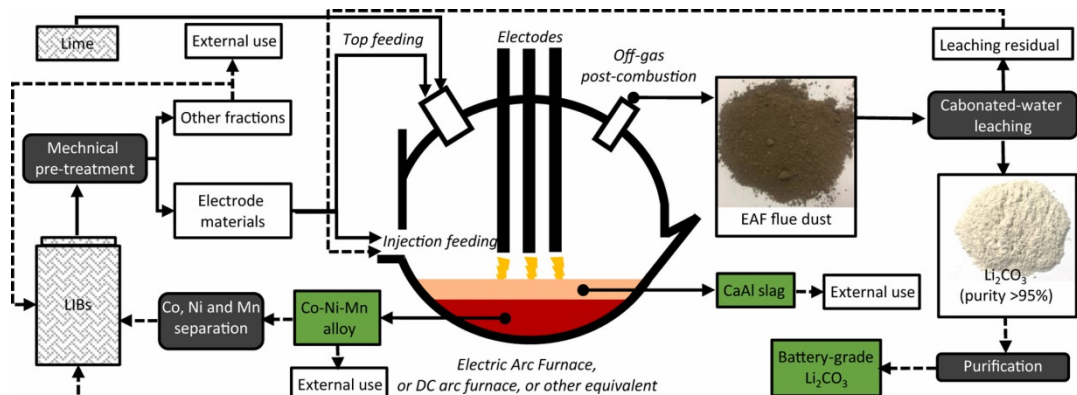 Lime
External use
Top feeding
Electodes
Off-gas
post-combustion
Leaching residual
Other fractions
Mechnical
pre-treatment
Cabonated-water
leaching
Electrode
materials
Injection feeding
EAF flue dust
LIBs
Co, Ni and Mn
separation
Co-Ni-Mn
alloy
CaAl slag
External use
Li₂CO₃
(purity >95%)
External use
Electric Arc Furnace,
or DC arc furnace, or other equivalent
Battery-grade
Li₂CO₃
Purification